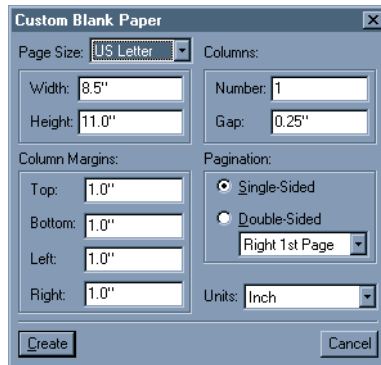 Custom Blank Paper
Page Size: US Letter
Width: 8.5"
Height: 11.0"
Columns:
Number: 1
Gap: 0.25"
Column Margins:
Top: 1.0"
Bottom: 1.0"
Left: 1.0"
Right: 1.0"
Pagination:
Single-Sided
Double-Sided
Right 1st Page
Units: Inch
Create
Cancel